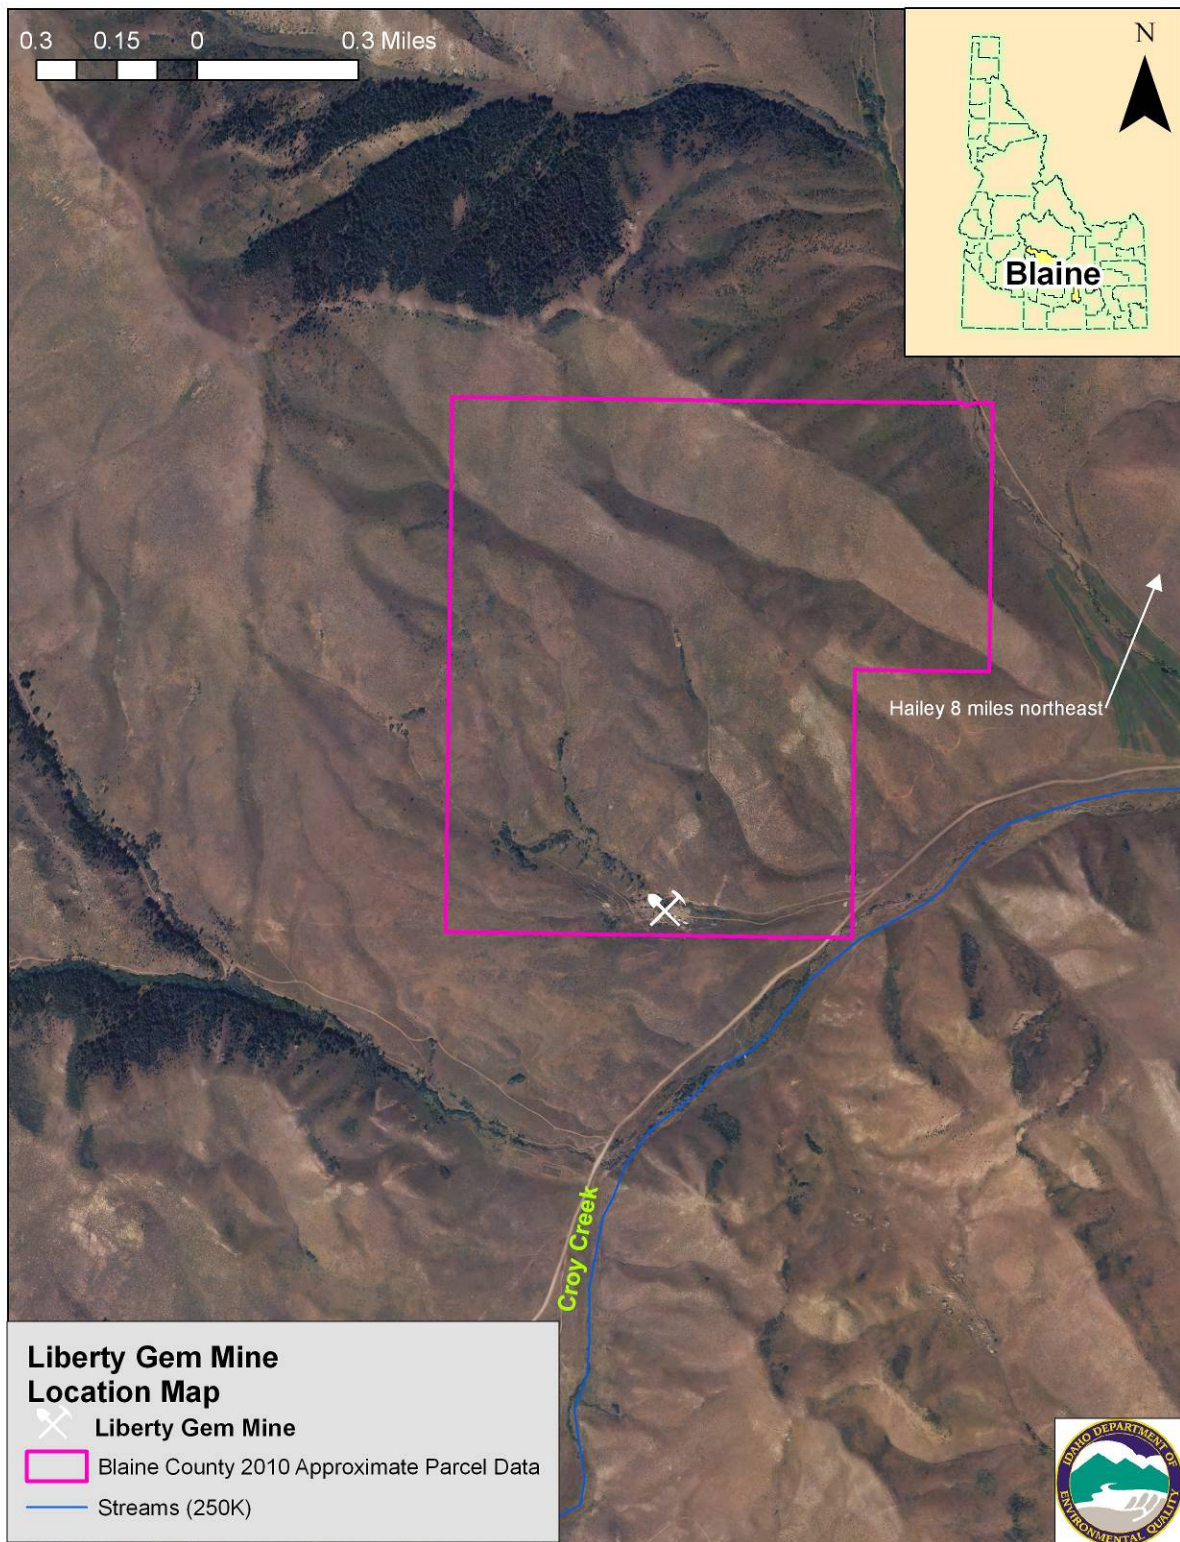 0.3 0.15 0 0.3 Miles
N
Blaine
Hailey 8 miles northeast
Croy Creek
Liberty Gem Mine
Location Map
Liberty Gem Mine
Blaine County 2010 Approximate Parcel Data
Streams (250K)
IDAHO DEPARTMENT OF
ENVIRONMENTAL QUALITY